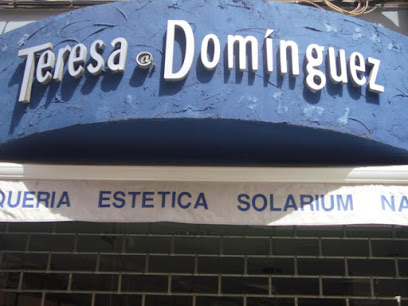 Teresa @ Domínguez
QUERIA ESTETICA SOLARIUM NA